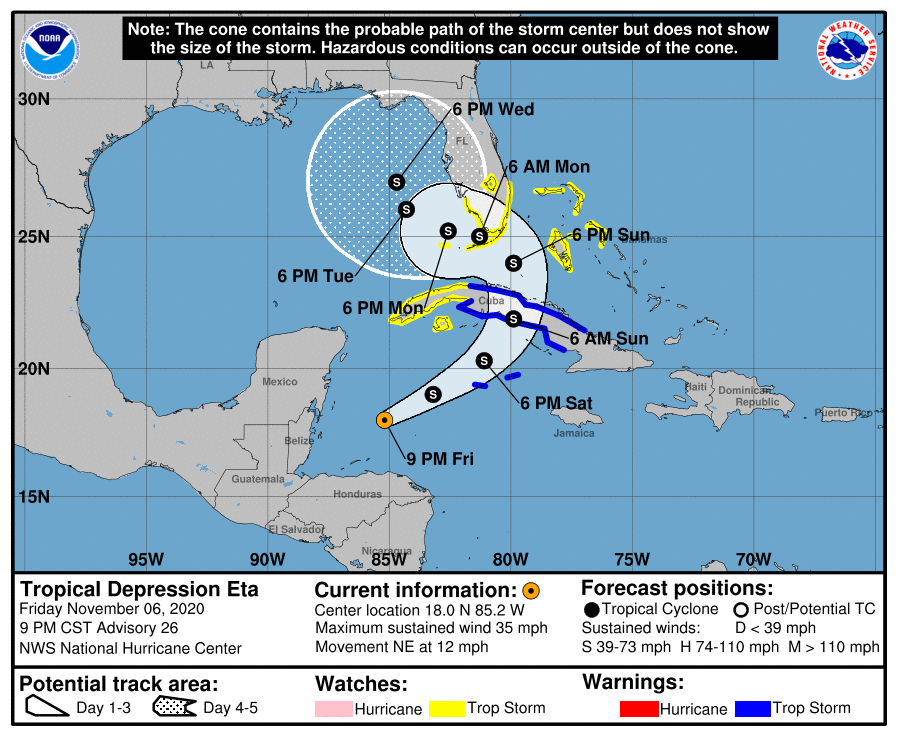 Note: The cone contains the probable path of the storm center but does not show
the size of the storm. Hazardous conditions can occur outside of the cone.
NOAA
NATIONAL WEATHER SERVICE
LA
30N
6 PM Wed
FL
6 AM Mon
S
S
25N
S
S
S
6 PM Sun
Bahamas
6 PM Tue
6 PM Mon
Cuba
S
6 AM Sun
20N
S
Mexico
S
6 PM Sat
Haiti
Dominican
Republic
Puerto Rico
Jamaica
Belize
9 PM Fri
Guatemala
15N
Honduras
El Salvador
Nicaragua
95W
90W
85W
80W
75W
70W
Tropical Depression Eta
Friday November 06, 2020
9 PM CST Advisory 26
NWS National Hurricane Center
Current information:
Center location 18.0 N 85.2 W
Maximum sustained wind 35 mph
Movement NE at 12 mph
Forecast positions:
Tropical Cyclone Post/Potential TC
Sustained winds: D < 39 mph
S 39-73 mph H 74-110 mph M > 110 mph
Potential track area:
Day 1-3 Day 4-5
Watches:
Hurricane Trop Storm
Warnings:
Hurricane Trop Storm